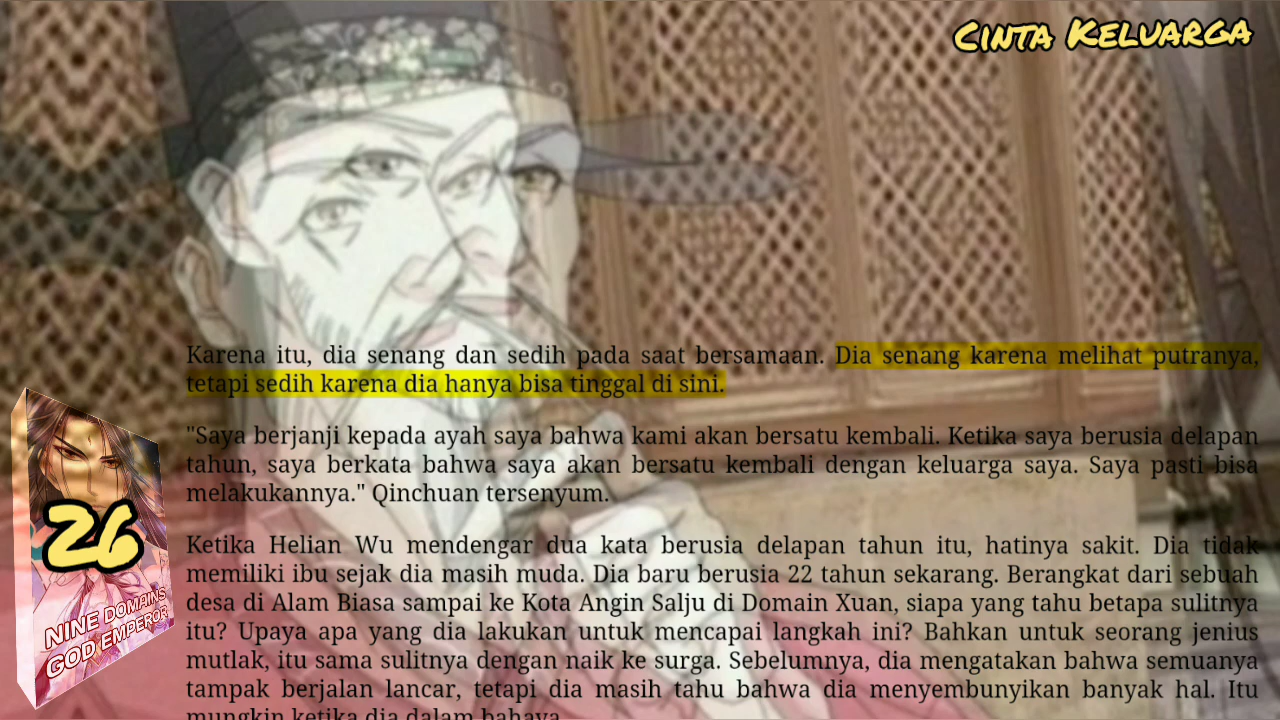 Cinta Keluarga
Karena itu, dia senang dan sedih pada saat bersamaan. Dia senang karena melihat putranya,
tetapi sedih karena dia hanya bisa tinggal di sini.
"Saya berjanji kepada ayah saya bahwa kami akan bersatu kembali. Ketika saya berusia delapan
tahun, saya berkata bahwa saya akan bersatu kembali dengan keluarga saya. Saya pasti bisa
melakukannya." Qinchuan tersenyum.
Ketika Helian Wu mendengar dua kata berusia delapan tahun itu, hatinya sakit. Dia tidak
memiliki ibu sejak dia masih muda. Dia baru berusia 22 tahun sekarang. Berangkat dari sebuah
desa di Alam Biasa sampai ke Kota Angin Salju di Domain Xuan, siapa yang tahu betapa sulitnya
itu? Upaya apa yang dia lakukan untuk mencapai langkah ini? Bahkan untuk seorang jenius
mutlak, itu sama sulitnya dengan naik ke surga. Sebelumnya, dia mengatakan bahwa semuanya
tampak berjalan lancar, tetapi dia masih tahu bahwa dia menyembunyikan banyak hal. Itu
mungkin ketika dia dalam bahaya
26
NINE DOMAINS
GOD EMPEROR